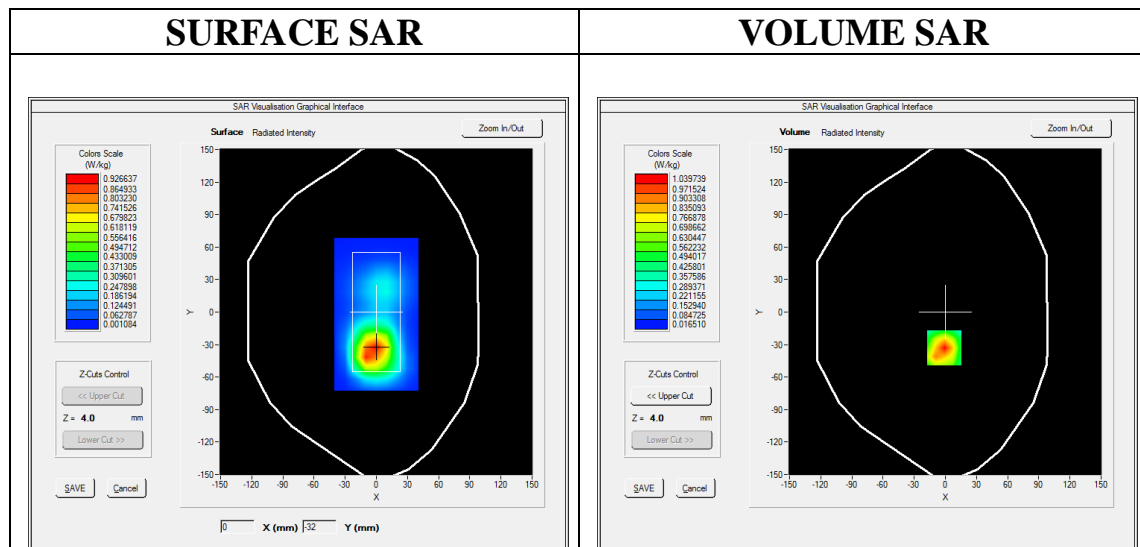 SURFACE SAR
VOLUME SAR
SAR Visualisation Graphical Interface
Surface Radiated Intensity
Zoom In/Out
Colors Scale
(W/kg)
0.926637
0.864933
0.803230
0.741526
0.679823
0.618119
0.556416
0.494712
0.433009
0.371305
0.309601
0.247898
0.186194
0.124491
0.062787
0.001084
Z-Cuts Control
<< Upper Cut
Z = 4.0 mm
Lower Cut >>
SAVE Cancel
150
120
90
60
30
0
-30
-60
-90
-120
-150
Y
-150 -120 -90 -60 -30 0 30 60 90 120 150
X
0 X (mm) -32 Y (mm)
SAR Visualisation Graphical Interface
Volume Radiated Intensity
Zoom In/Out
Colors Scale
(W/kg)
1.039739
0.971524
0.903308
0.835093
0.766878
0.698662
0.630447
0.562232
0.494017
0.425801
0.357586
0.289371
0.221155
0.152940
0.084725
0.016510
Z-Cuts Control
<< Upper Cut
Z = 4.0 mm
Lower Cut >>
SAVE Cancel
150
120
90
60
30
0
-30
-60
-90
-120
-150
Y
-150 -120 -90 -60 -30 0 30 60 90 120 150
X